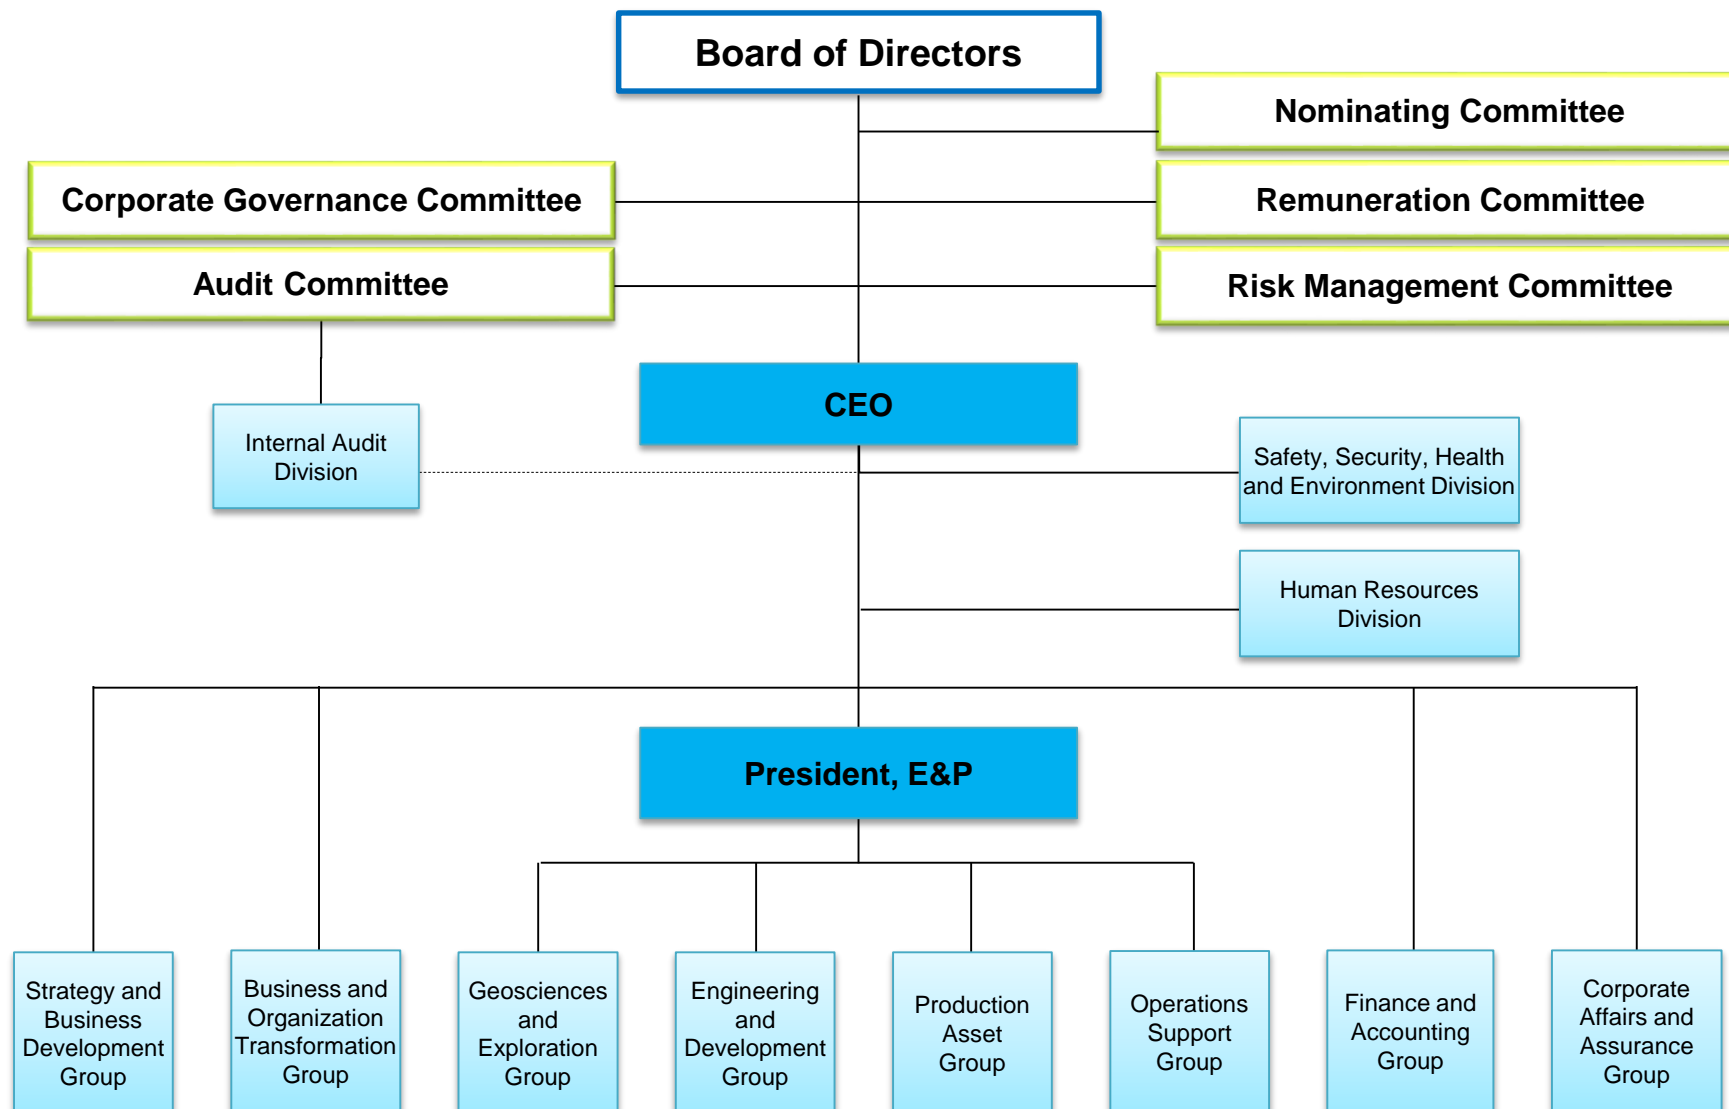 Board of Directors
Nominating Committee
Corporate Governance Committee
Remuneration Committee
Audit Committee
Risk Management Committee
CEO
Internal Audit
Division
Safety, Security, Health
and Environment Division
Human Resources
Division
President, E&P
Strategy and
Business
Development
Group
Business and
Organization
Transformation
Group
Geosciences
and
Exploration
Group
Engineering
and
Development
Group
Production
Asset
Group
Operations
Support
Group
Finance and
Accounting
Group
Corporate
Affairs and
Assurance
Group